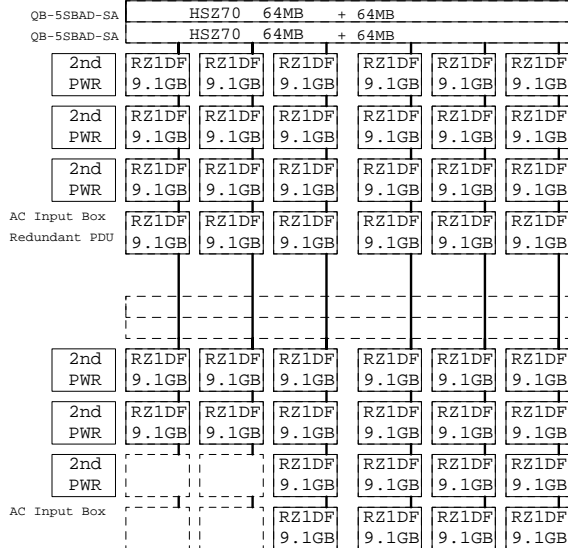 QB-5SBAD-SA HSZ70 64MB + 64MB
QB-5SBAD-SA HSZ70 64MB + 64MB
2nd RZ1DF RZ1DF RZ1DF RZ1DF RZ1DF RZ1DF
PWR 9.1GB 9.1GB 9.1GB 9.1GB 9.1GB 9.1GB
2nd RZ1DF RZ1DF RZ1DF RZ1DF RZ1DF RZ1DF
PWR 9.1GB 9.1GB 9.1GB 9.1GB 9.1GB 9.1GB
2nd RZ1DF RZ1DF RZ1DF RZ1DF RZ1DF RZ1DF
PWR 9.1GB 9.1GB 9.1GB 9.1GB 9.1GB 9.1GB
AC Input Box RZ1DF RZ1DF RZ1DF RZ1DF RZ1DF RZ1DF
Redundant PDU 9.1GB 9.1GB 9.1GB 9.1GB 9.1GB 9.1GB
2nd RZ1DF RZ1DF RZ1DF RZ1DF RZ1DF RZ1DF
PWR 9.1GB 9.1GB 9.1GB 9.1GB 9.1GB 9.1GB
2nd RZ1DF RZ1DF RZ1DF RZ1DF RZ1DF RZ1DF
PWR 9.1GB 9.1GB 9.1GB 9.1GB 9.1GB 9.1GB
2nd RZ1DF RZ1DF RZ1DF RZ1DF
PWR 9.1GB 9.1GB 9.1GB 9.1GB
AC Input Box RZ1DF RZ1DF RZ1DF RZ1DF
9.1GB 9.1GB 9.1GB 9.1GB